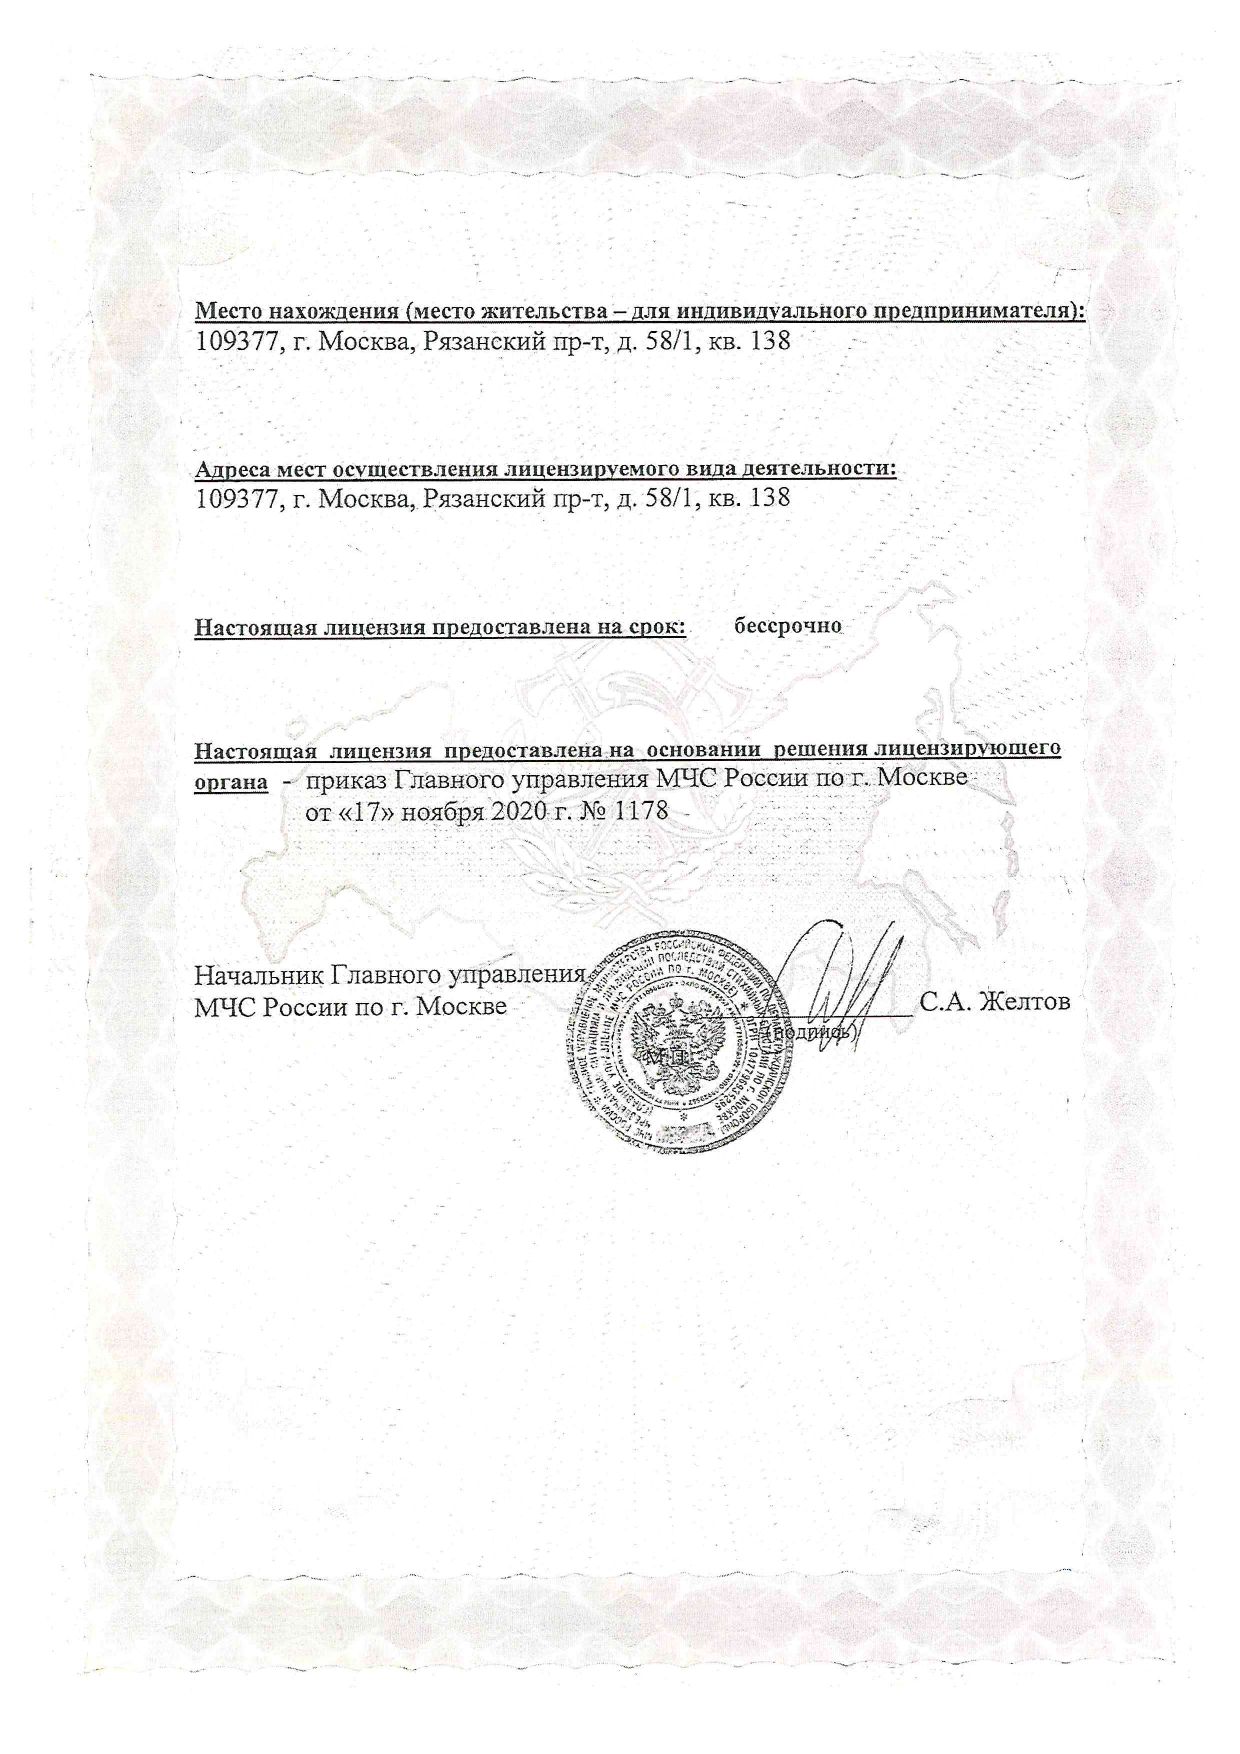 Место нахождения (место жительства – для индивидуального предпринимателя):
109377, г. Москва, Рязанский пр-т, д. 58/1, кв. 138
Адреса мест осуществления лицензируемого вида деятельности:
109377, г. Москва, Рязанский пр-т, д. 58/1, кв. 138
Настоящая лицензия предоставлена на срок: бессрочно
Настоящая лицензия предоставлена на основании решения лицензирующего
органа - приказ Главного управления МЧС России по г. Москве
от «17» ноября 2020 г. № 1178
Начальник Главного управления
МЧС России по г. Москве С.А. Желтов
(подпись)
М.П.